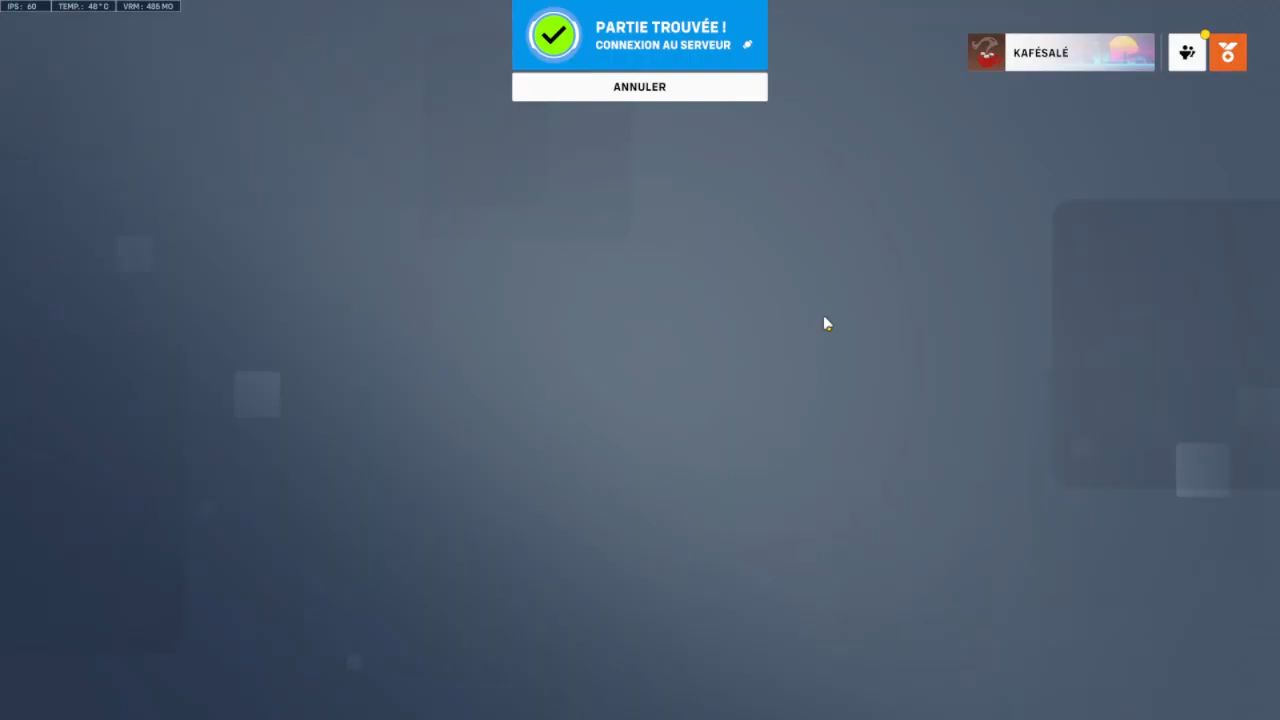 IPS: 60 TEMP.: 48°C VRM: 485 MO
PARTIE TROUVÉE !
CONNEXION AU SERVEUR
ANNULER
KAFÉSALÉ